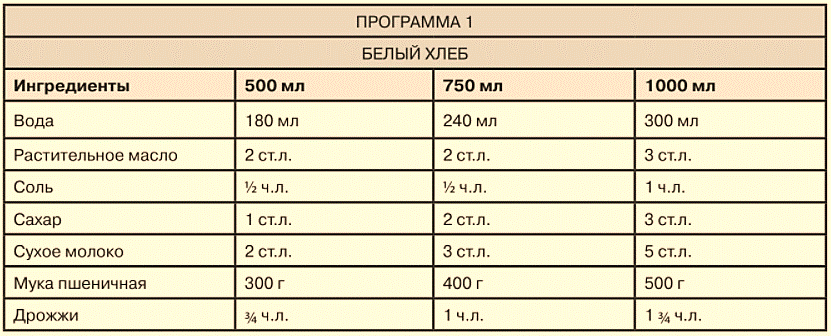 ПРОГРАММА 1
БЕЛЫЙ ХЛЕБ
Ингредиенты 500 мл 750 мл 1000 мл
Вода 180 мл 240 мл 300 мл
Растительное масло 2 ст.л. 2 ст.л. 3 ст.л.
Соль ½ ч.л. ½ ч.л. 1 ч.л.
Сахар 1 ст.л. 2 ст.л. 3 ст.л.
Сухое молоко 2 ст.л. 3 ст.л. 5 ст.л.
Мука пшеничная 300 г 400 г 500 г
Дрожжи ¾ ч.л. 1 ч.л. 1 ¾ ч.л.